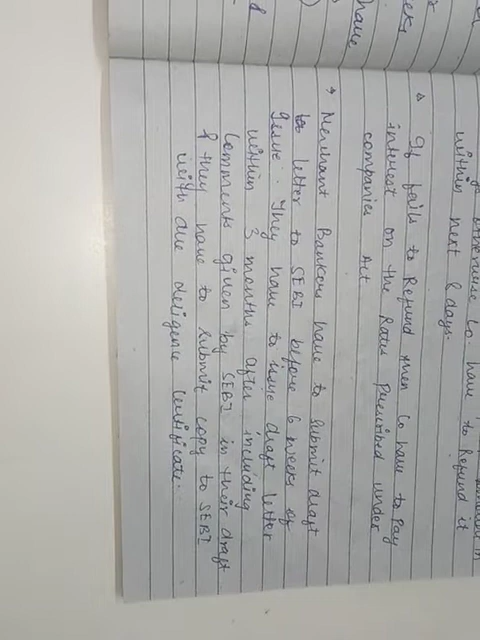 otherwise Co. have to Refund it
within next 8 days.
If fails to Refund then Co have to Pay
interest on the Rates Prescribed under
companies Act
→ Merchant Bankers have to submit draft
letter to SEBI before 6 weeks of
Issue. They have to issue draft letter
within 3 months after including
Comments given by SEBI in their draft
& they have to submit copy to SEBI
with due deligence Certificate.
have